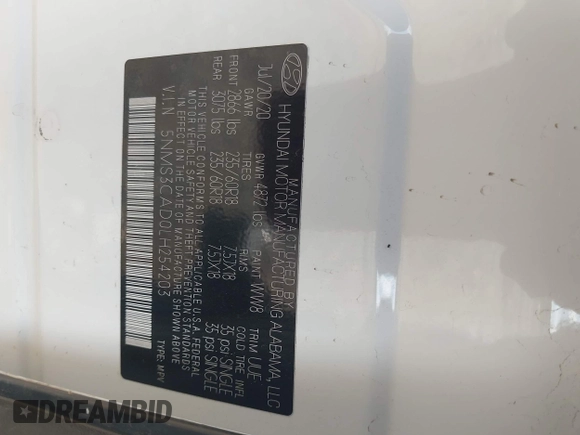 MANUFACTURED BY
HYUNDAI MOTOR MANUFACTURING ALABAMA, LLC
Jul/20/20 GVWR 4872 lbs PAINT WW8 TRIM UUE
GAWR TIRES RIMS COLD TIRE INFL
FRONT 2866 lbs 235/60R18 7.5JX18 35 psi SINGLE
REAR 3075 lbs 235/60R18 7.5JX18 35 psi SINGLE
THIS VEHICLE CONFORMS TO ALL APPLICABLE U.S.A FEDERAL
MOTOR VEHICLE SAFETY AND THEFT PREVENTION STANDARDS
IN EFFECT ON THE DATE OF MANUFACTURE SHOWN ABOVE
V.I.N 5NMS3CAD0LH254203 TYPE: MPV
DREAMBID